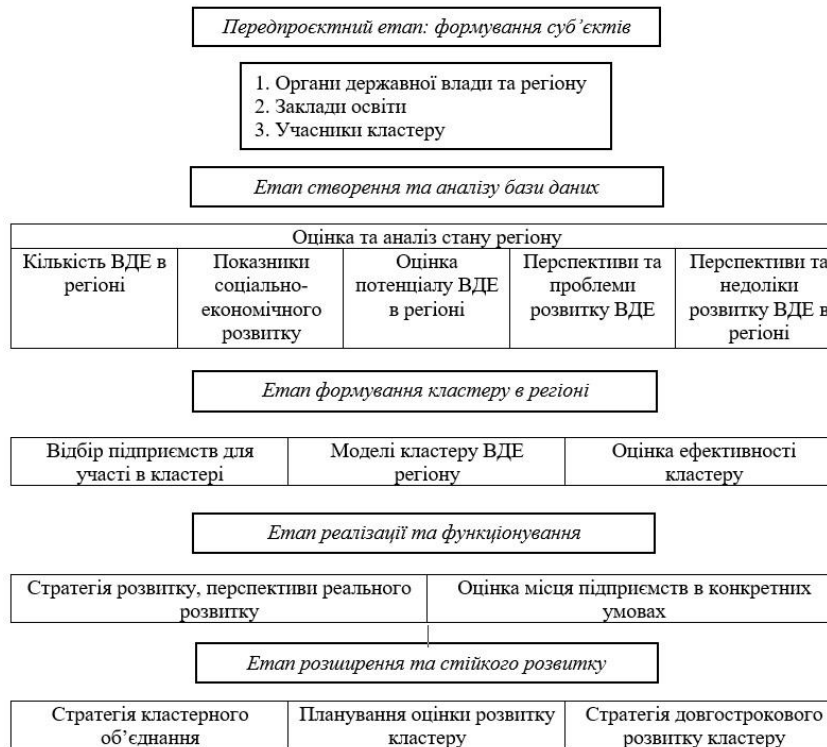 Передпроєктний етап: формування суб’єктів
1. Органи державної влади та регіону
2. Заклади освіти
3. Учасники кластеру
Етап створення та аналізу бази даних
Оцінка та аналіз стану регіону
Кількість ВДЕ в
регіоні
Показники
соціально-
економічного
розвитку
Оцінка
потенціалу ВДЕ
в регіоні
Перспективи та
проблеми
розвитку ВДЕ
Перспективи та
недоліки
розвитку ВДЕ в
регіоні
Етап формування кластеру в регіоні
Відбір підприємств для
участі в кластері
Моделі кластеру ВДЕ
регіону
Оцінка ефективності
кластеру
Етап реалізації та функціонування
Стратегія розвитку, перспективи реального
розвитку
Оцінка місця підприємств в конкретних
умовах
Етап розширення та стійкого розвитку
Стратегія кластерного
об’єднання
Планування оцінки розвитку
кластеру
Стратегія довгострокового
розвитку кластеру